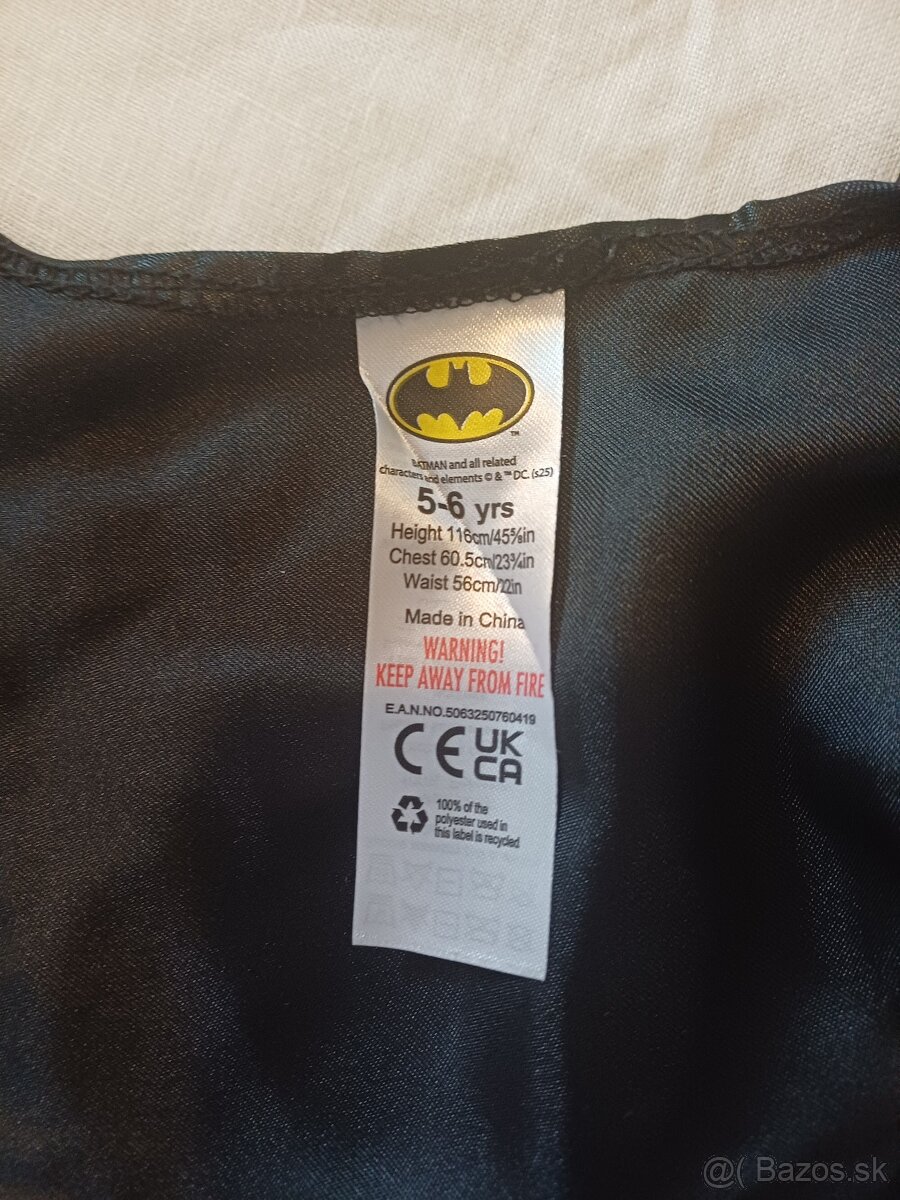 ™
BATMAN and all related
characters and elements © & ™ DC. (s25)
5-6 yrs
Height 116cm/45⅝in
Chest 60.5cm/23¾in
Waist 56cm/22in
Made in China
WARNING!
KEEP AWAY FROM FIRE
E.A.N.NO.5063250760419
CE UK
CA
100% of the
polyester used in
this label is recycled
@( Bazos.sk